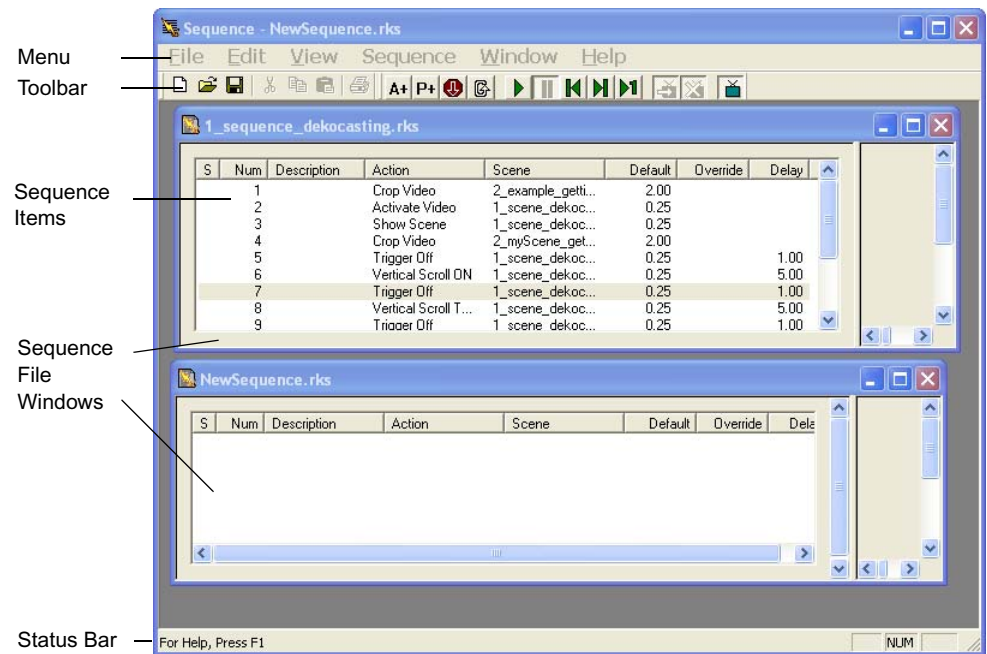 Sequence - NewSequence.rks
Menu
File Edit View Sequence Window Help
Toolbar
A+ P+ 1
1_sequence_dekocasting.rks
S Num Description Action Scene Default Override Delay
Sequence
Items
1 Crop Video 2_example_getti... 2.00
2 Activate Video 1_scene_dekoc... 0.25
3 Show Scene 1_scene_dekoc... 0.25
4 Crop Video 2_myScene_get... 2.00
5 Trigger Off 1_scene_dekoc... 0.25 1.00
6 Vertical Scroll ON 1_scene_dekoc... 0.25 5.00
7 Trigger Off 1_scene_dekoc... 0.25 1.00
8 Vertical Scroll T... 1_scene_dekoc... 0.25 5.00
9 Trigger Off 1_scene_dekoc... 0.25 1.00
Sequence
File
Windows
NewSequence.rks
S Num Description Action Scene Default Override Dela
Status Bar
For Help, Press F1
NUM